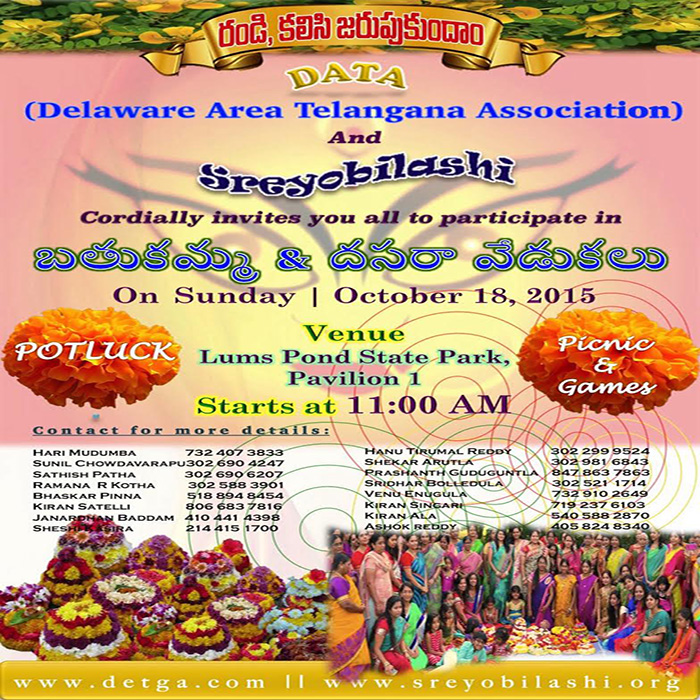 రండి, కలిసి జరుపుకుందాం
DATA
(Delaware Area Telangana Association)
And
Sreyobilashi
Cordially invites you all to participate in
బతుకమ్మ & దసరా వేడుకలు
On Sunday | October 18, 2015
POTLUCK
Venue
Lums Pond State Park,
Pavilion 1
Starts at 11:00 AM
Picnic
&
Games
Contact for more details:
HARI MUDUMBA 732 407 3833
SUNIL CHOWDAVARAPU 302 690 4247
SATHISH PATHA 302 690 6207
RAMANA R KOTHA 302 588 3901
BHASKAR PINNA 518 894 8454
KIRAN SATELLI 806 683 7816
JANARDHAN BADDAM 410 441 4398
SHESHI KASIRA 214 415 1700
HANU TIRUMAL REDDY 302 299 9524
SHEKAR ARUTLA 302 981 6843
PRASHANTH GUDUGUNTLA 847 863 7863
SRIDHAR BOLLEDULA 302 521 1714
VENU ENUGULA 732 910 2649
KIRAN SINGARI 719 237 6103
KIRAN ALA 540 588 2870
ASHOK REDDY 405 824 8340
www.detga.com || www.sreyobilashi.org